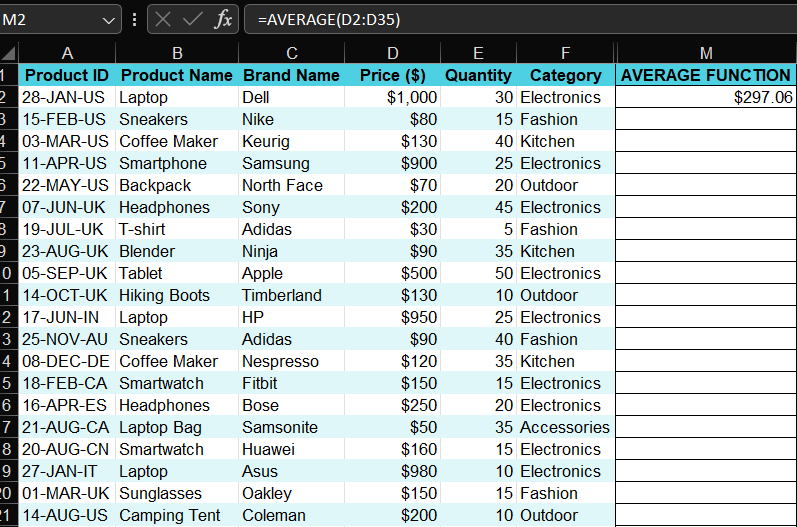 M2 fx =AVERAGE(D2:D35)
A B C D E F M
1 Product ID Product Name Brand Name Price ($) Quantity Category AVERAGE FUNCTION
2 28-JAN-US Laptop Dell $1,000 30 Electronics $297.06
3 15-FEB-US Sneakers Nike $80 15 Fashion
4 03-MAR-US Coffee Maker Keurig $130 40 Kitchen
5 11-APR-US Smartphone Samsung $900 25 Electronics
6 22-MAY-US Backpack North Face $70 20 Outdoor
7 07-JUN-UK Headphones Sony $200 45 Electronics
8 19-JUL-UK T-shirt Adidas $30 5 Fashion
9 23-AUG-UK Blender Ninja $90 35 Kitchen
0 05-SEP-UK Tablet Apple $500 50 Electronics
1 14-OCT-UK Hiking Boots Timberland $130 10 Outdoor
2 17-JUN-IN Laptop HP $950 25 Electronics
3 25-NOV-AU Sneakers Adidas $90 40 Fashion
4 08-DEC-DE Coffee Maker Nespresso $120 35 Kitchen
5 18-FEB-CA Smartwatch Fitbit $150 15 Electronics
6 16-APR-ES Headphones Bose $250 20 Electronics
7 21-AUG-CA Laptop Bag Samsonite $50 35 Accessories
8 20-AUG-CN Smartwatch Huawei $160 15 Electronics
9 27-JAN-IT Laptop Asus $980 10 Electronics
20 01-MAR-UK Sunglasses Oakley $150 15 Fashion
21 14-AUG-US Camping Tent Coleman $200 10 Outdoor